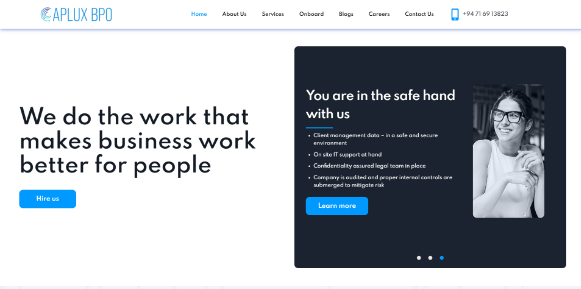 APLUX BPO
Home About Us Services Onboard Blogs Careers Contact Us +94 71 69 13823
We do the work that
makes business work
better for people
Hire us
You are in the safe hand
with us
• Client management data – in a safe and secure
environment
• On site IT support at hand
• Confidentiality assured legal team in place
• Company is audited and proper internal controls are
submerged to mitigate risk
Learn more